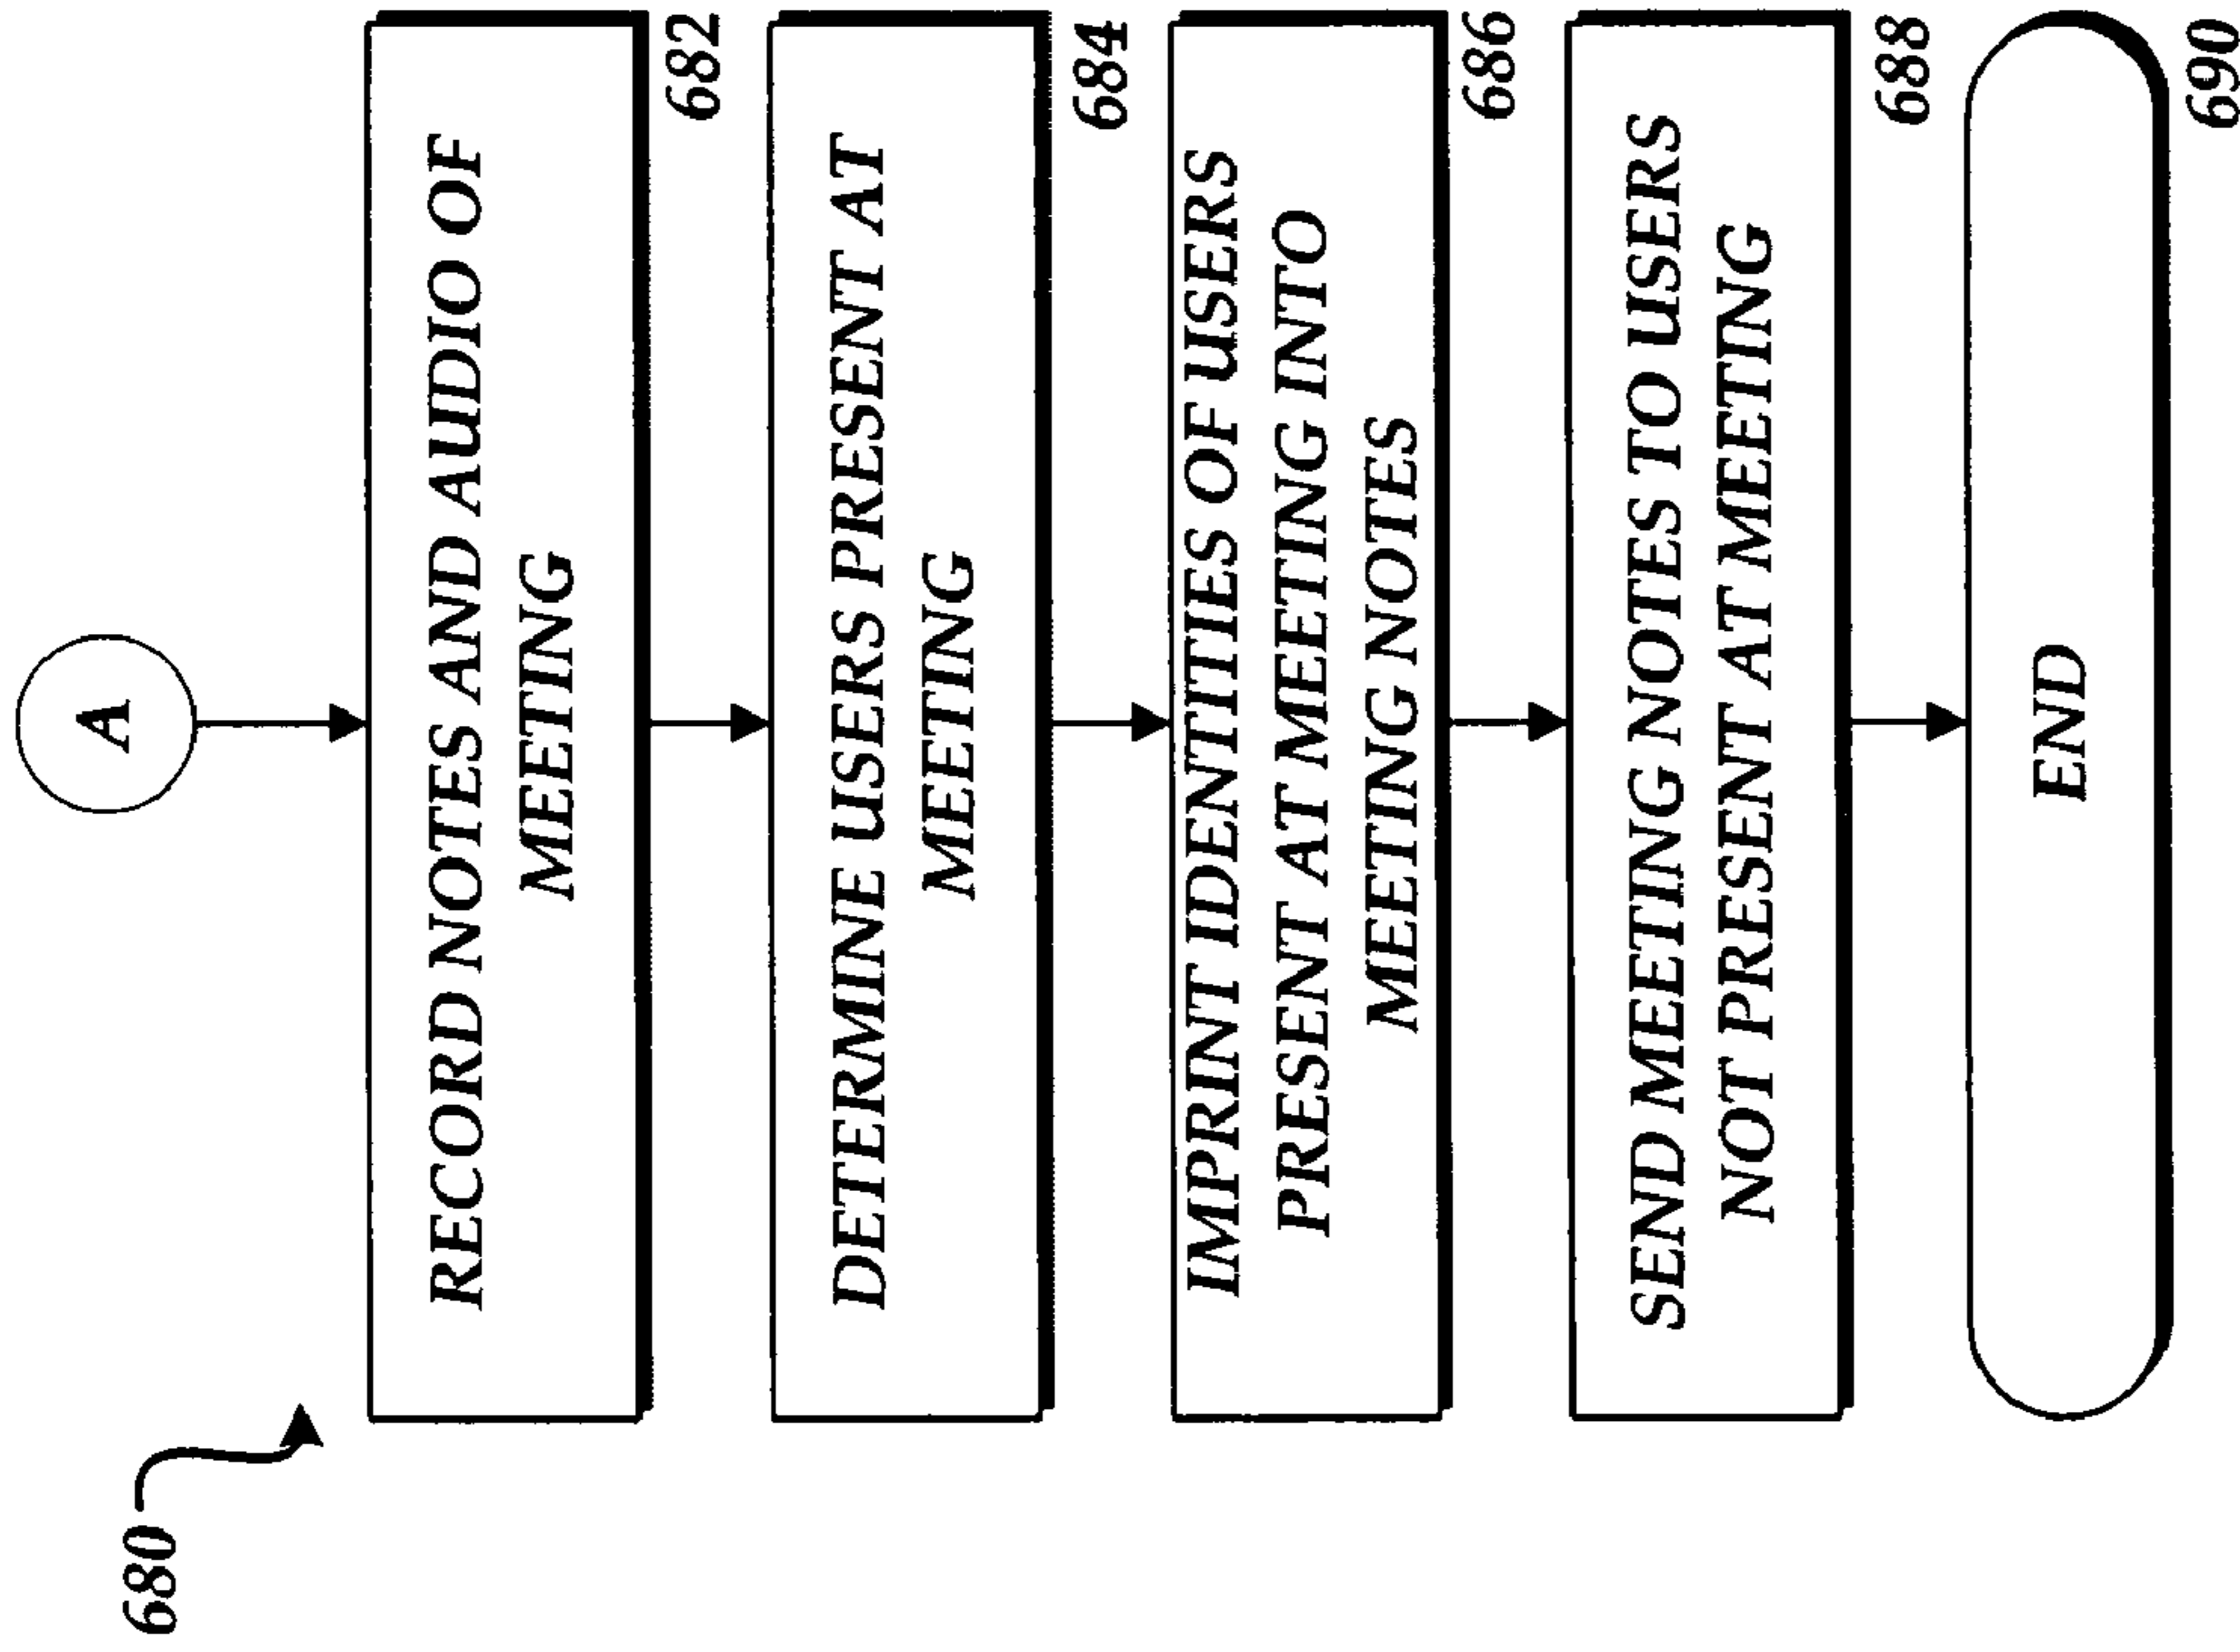 680
A
RECORD NOTES AND AUDIO OF
MEETING
682
DETERMINE USERS PRESENT AT
MEETING
684
IMPRINT IDENTITIES OF USERS
PRESENT AT MEETING INTO
MEETING NOTES
686
SEND MEETING NOTES TO USERS
NOT PRESENT AT MEETING
688
END
690